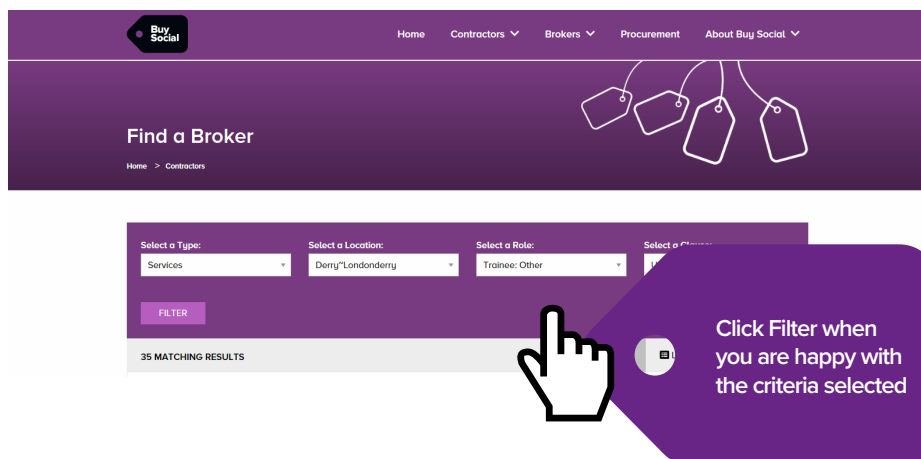 Buy
Social
Home Contractors Brokers Procurement About Buy Social
Find a Broker
Home > Contractors
Select a Type: Select a Location: Select a Role: Select a
Services Derry~Londonderry Trainee: Other
FILTER
35 MATCHING RESULTS
Click Filter when
you are happy with
the criteria selected